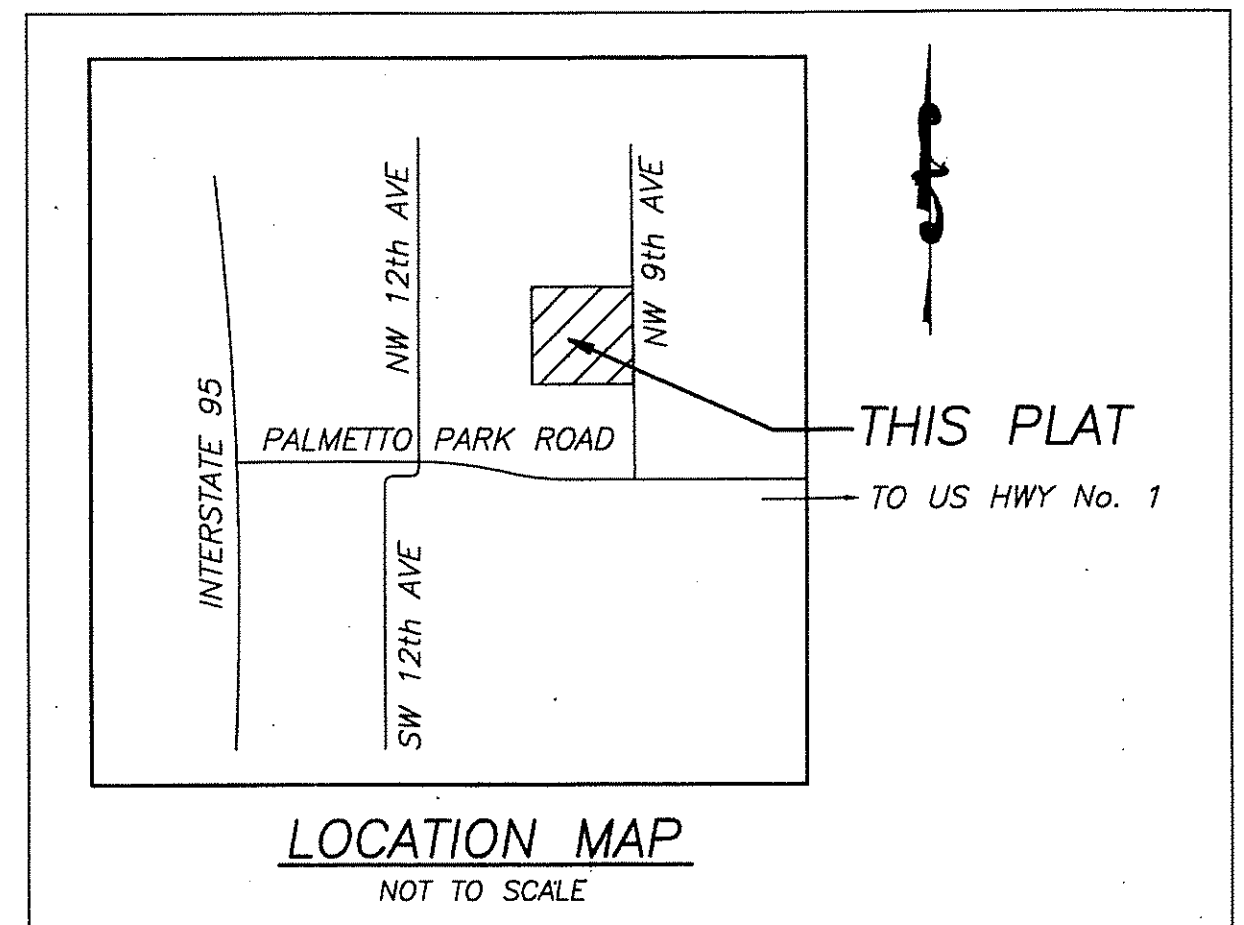 NW 12th AVE
NW 9th AVE
INTERSTATE 95
PALMETTO PARK ROAD
THIS PLAT
TO US HWY No. 1
SW 12th AVE
LOCATION MAP
NOT TO SCALE